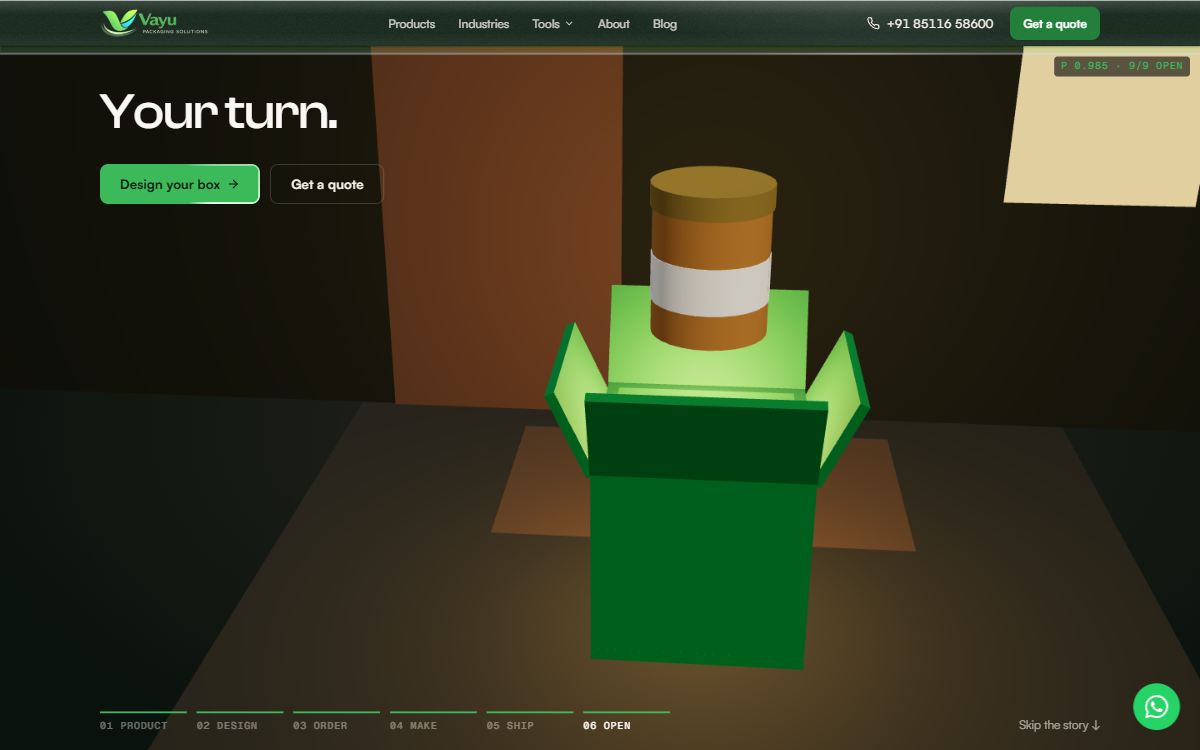 Vayu
PACKAGING SOLUTIONS
Products
Industries
Tools
About
Blog
+91 85116 58600
Get a quote
P 0.985 · 9/9 OPEN
Your turn.
Design your box →
Get a quote
01 PRODUCT
02 DESIGN
03 ORDER
04 MAKE
05 SHIP
06 OPEN
Skip the story ↓